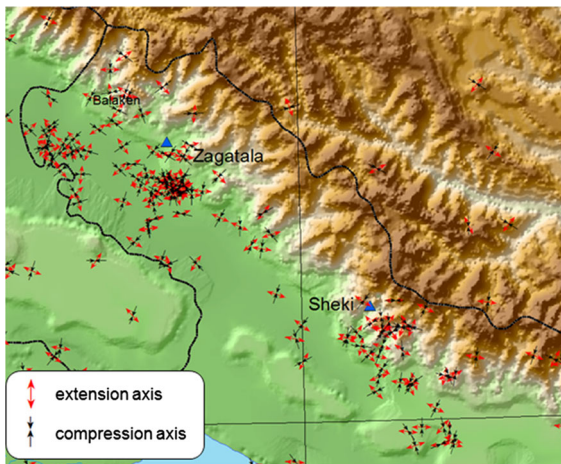 Balaken
Zagatala
Sheki
extension axis
compression axis